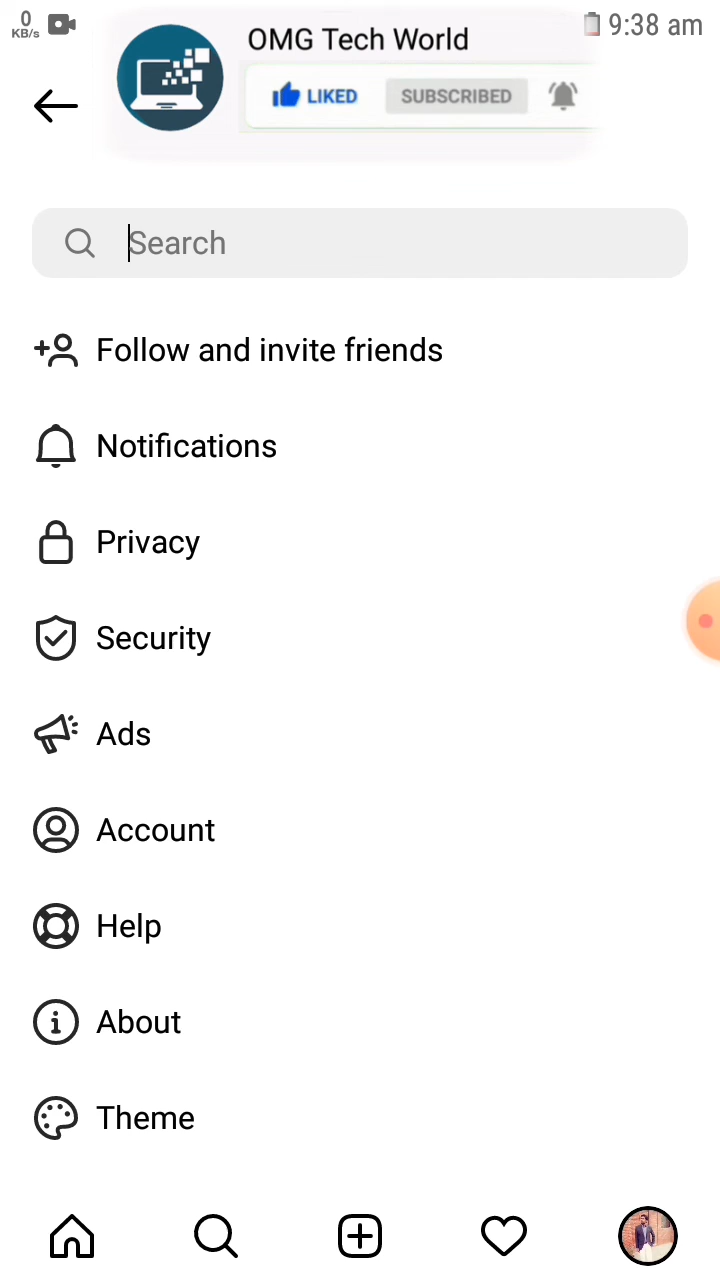 0
KB/s
9:38 am
OMG Tech World
LIKED
SUBSCRIBED
Search
Follow and invite friends
Notifications
Privacy
Security
Ads
Account
Help
About
Theme